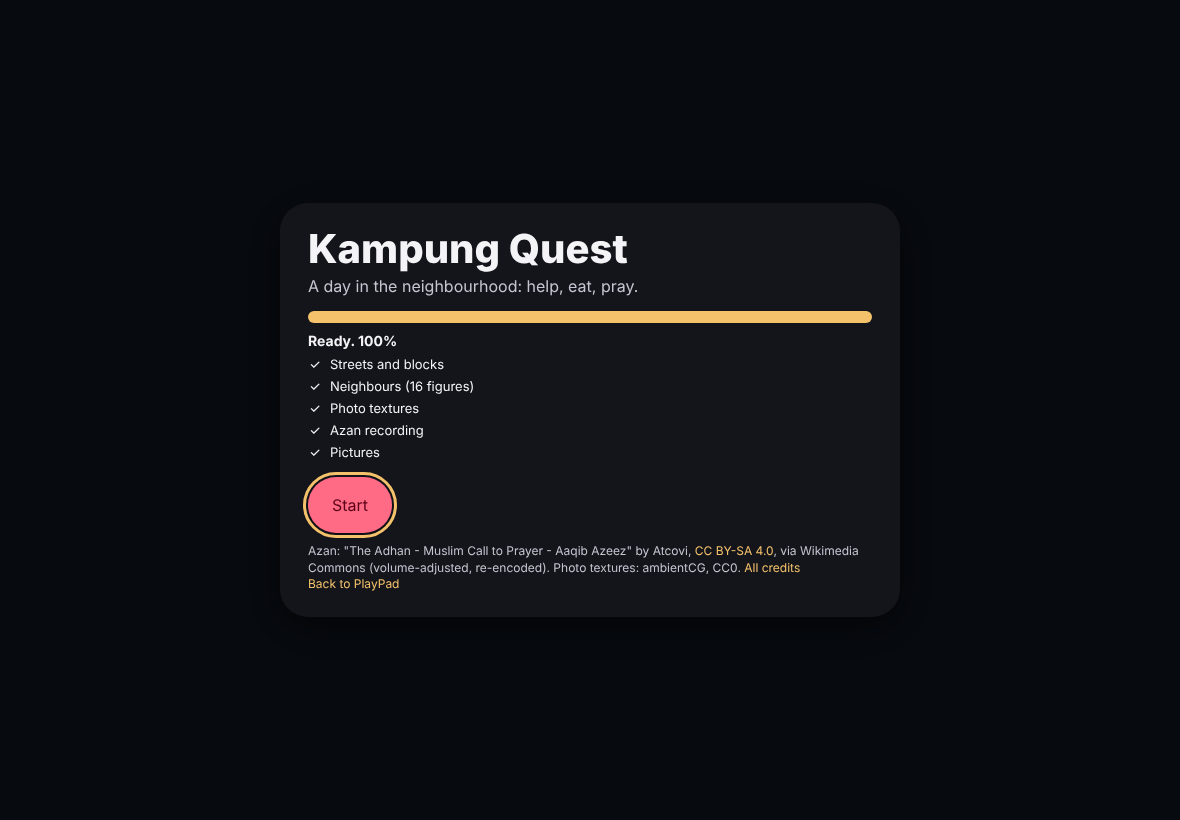 Kampung Quest
A day in the neighbourhood: help, eat, pray.
Ready. 100%
✓ Streets and blocks
✓ Neighbours (16 figures)
✓ Photo textures
✓ Azan recording
✓ Pictures
Start
Azan: "The Adhan - Muslim Call to Prayer - Aaqib Azeez" by Atcovi, CC BY-SA 4.0, via Wikimedia
Commons (volume-adjusted, re-encoded). Photo textures: ambientCG, CC0. All credits
Back to PlayPad